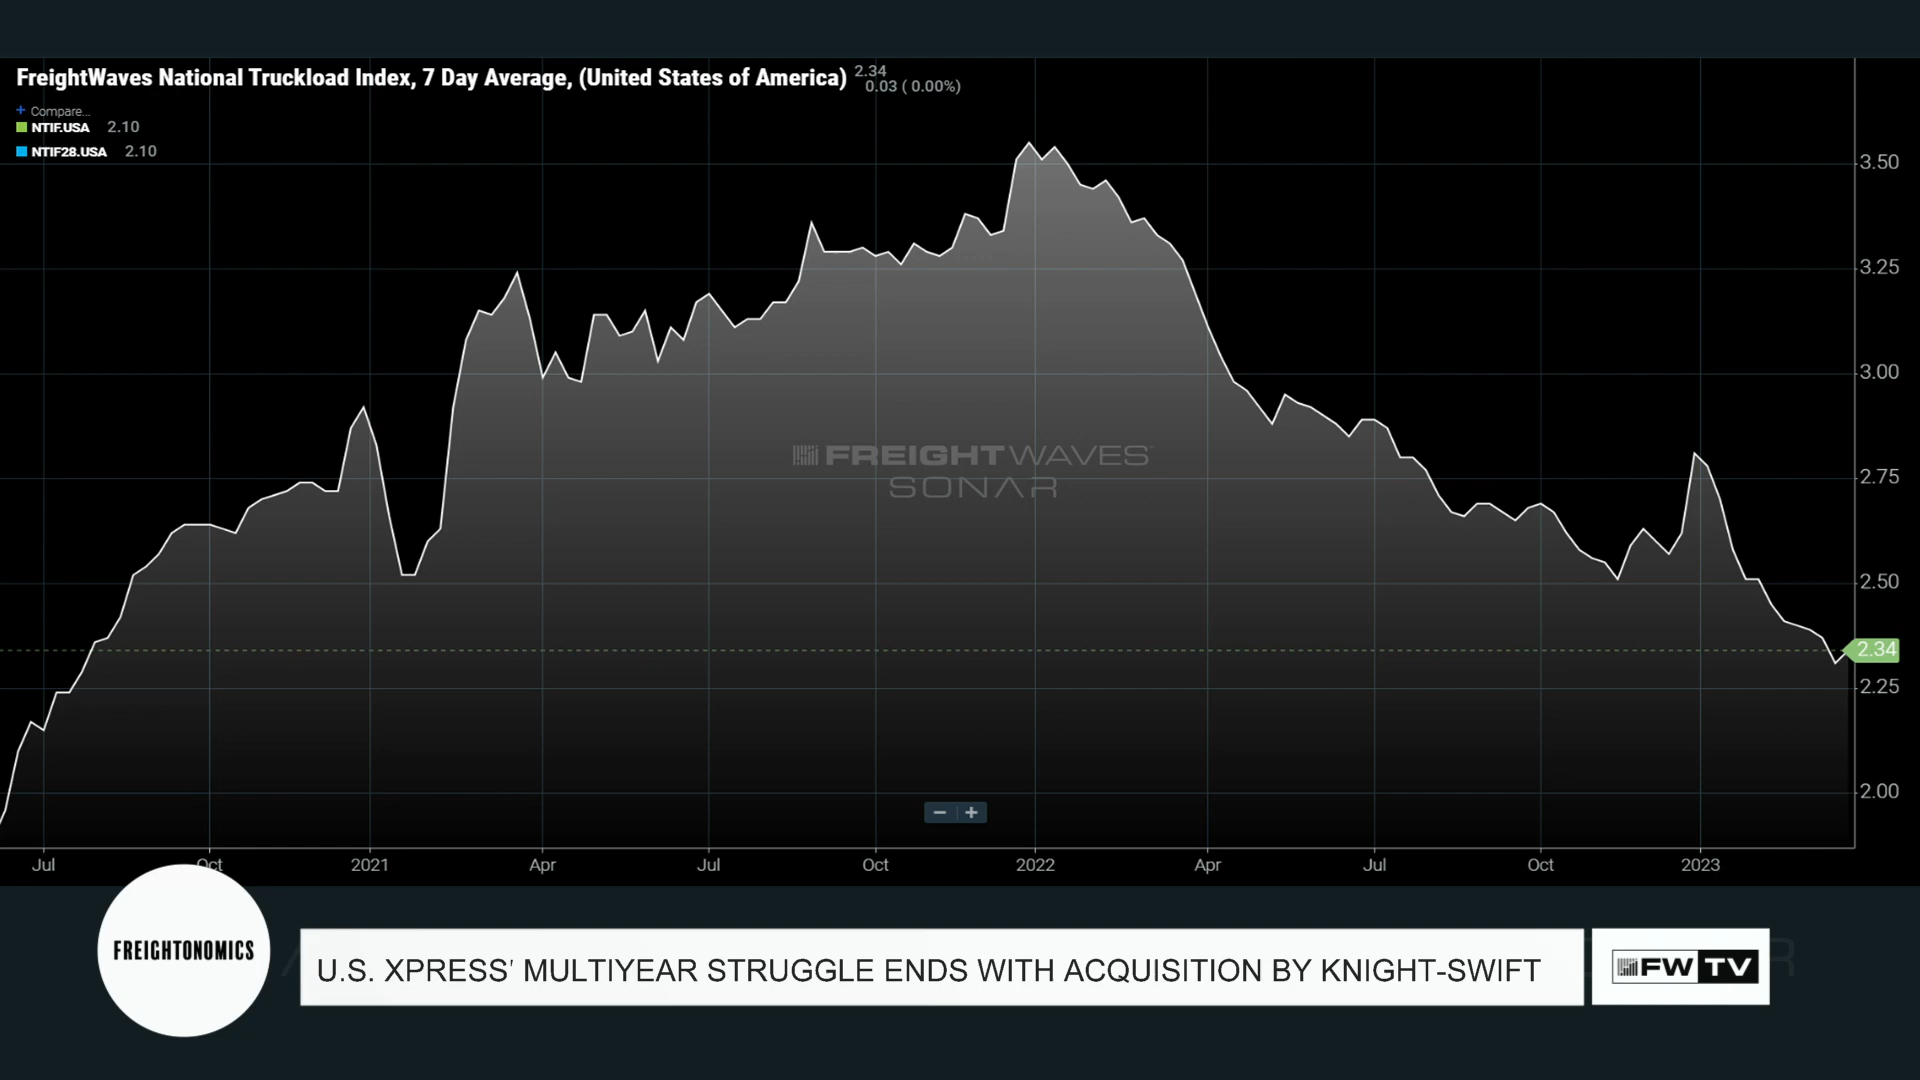 FreightWaves National Truckload Index, 7 Day Average, (United States of America) 2.34
0.03 ( 0.00%)
+ Compare...
NTIF.USA 2.10
NTIF28.USA 2.10
3.50
3.25
3.00
2.75
2.50
2.34
2.25
2.00
FREIGHTWAVES
SONAR
− +
Jul Oct 2021 Apr Jul Oct 2022 Apr Jul Oct 2023
FREIGHTONOMICS
U.S. XPRESS' MULTIYEAR STRUGGLE ENDS WITH ACQUISITION BY KNIGHT-SWIFT
FW TV